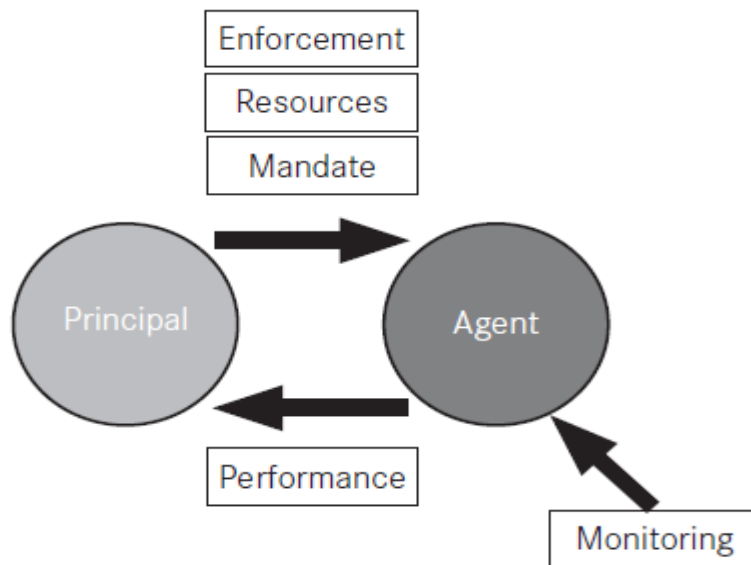 Enforcement
Resources
Mandate
Principal
Agent
Performance
Monitoring